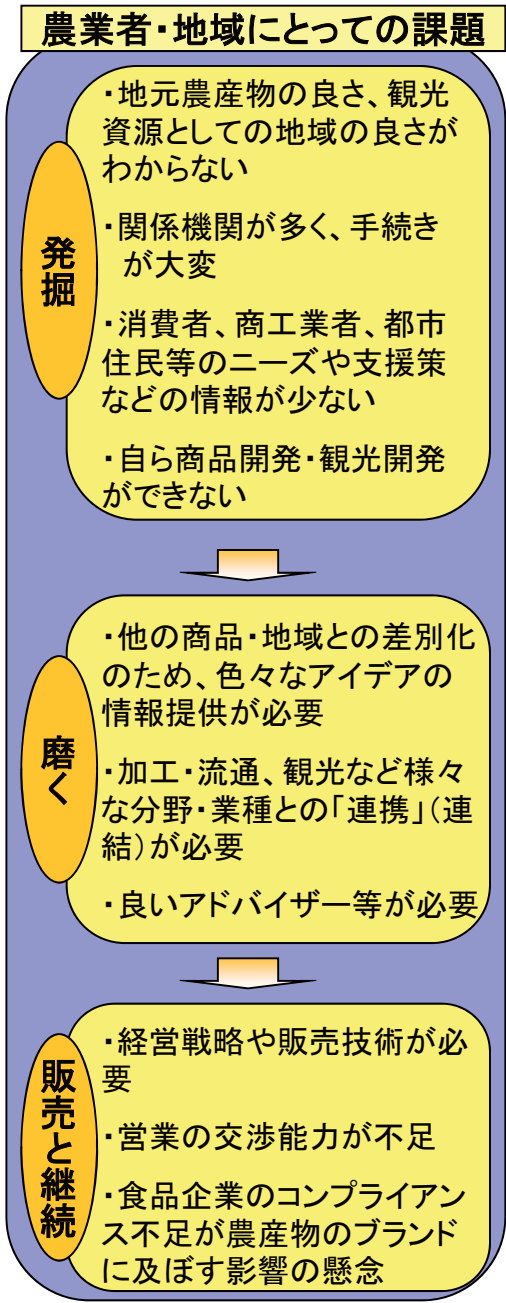 農業者・地域にとっての課題
発掘
・地元農産物の良さ、観光
資源としての地域の良さが
わからない
・関係機関が多く、手続き
が大変
・消費者、商工業者、都市
住民等のニーズや支援策
などの情報が少ない
・自ら商品開発・観光開発
ができない
磨く
・他の商品・地域との差別化
のため、色々なアイデアの
情報提供が必要
・加工・流通、観光など様々
な分野・業種との「連携」（連
結）が必要
・良いアドバイザー等が必要
販売と継続
・経営戦略や販売技術が必
要
・営業の交渉能力が不足
・食品企業のコンプライアン
ス不足が農産物のブランド
に及ぼす影響の懸念